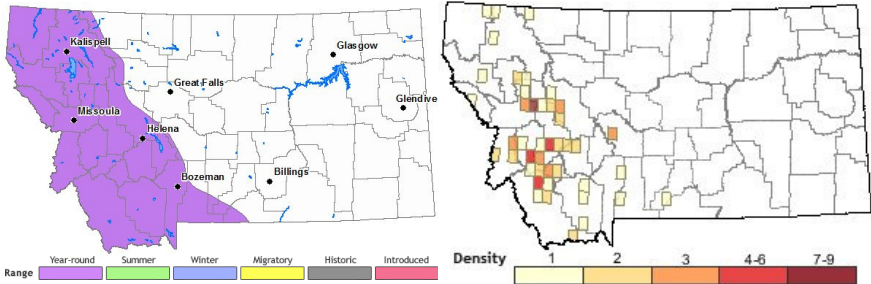 Kalispell
Glasgow
Great Falls
Glendive
Missoula
Helena
Bozeman
Billings
Range Year-round Summer Winter Migratory Historic Introduced
Density 1 2 3 4-6 7-9